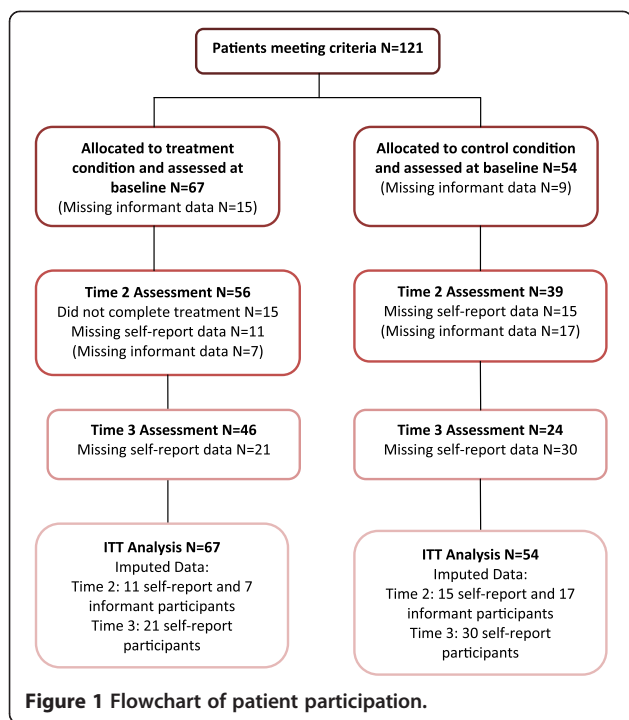 Patients meeting criteria N=121
Allocated to treatment
condition and assessed at
baseline N=67
(Missing informant data N=15)
Allocated to control condition
and assessed at baseline N=54
(Missing informant data N=9)
Time 2 Assessment N=56
Did not complete treatment N=15
Missing self-report data N=11
(Missing informant data N=7)
Time 2 Assessment N=39
Missing self-report data N=15
(Missing informant data N=17)
Time 3 Assessment N=46
Missing self-report data N=21
Time 3 Assessment N=24
Missing self-report data N=30
ITT Analysis N=67
Imputed Data:
Time 2: 11 self-report and 7
informant participants
Time 3: 21 self-report
participants
ITT Analysis N=54
Imputed Data:
Time 2: 15 self-report and 17
informant participants
Time 3: 30 self-report
participants
Figure 1 Flowchart of patient participation.